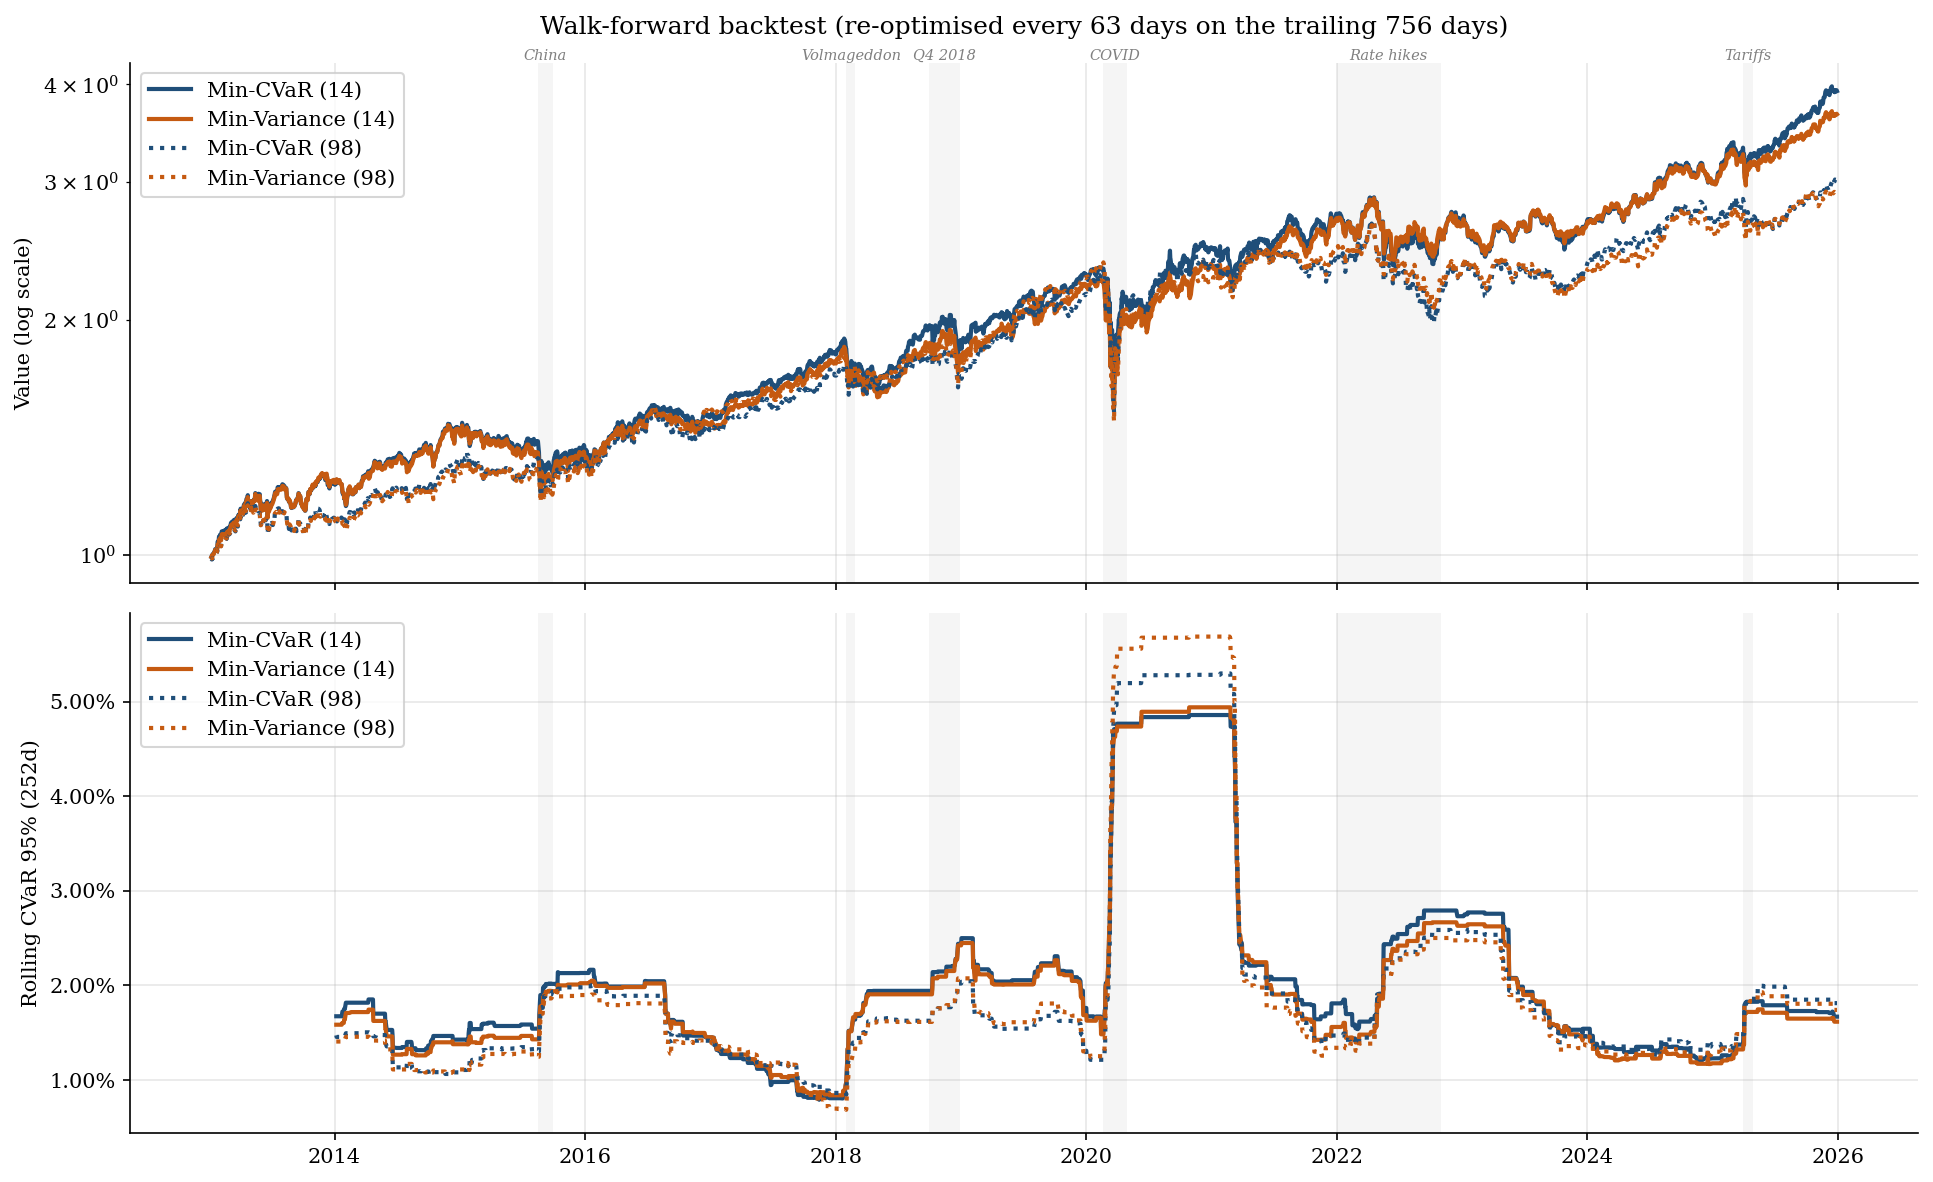 Walk-forward backtest (re-optimised every 63 days on the trailing 756 days)
China
Volmageddon
Q4 2018
COVID
Rate hikes
Tariffs
Min-CVaR (14)
Min-Variance (14)
Min-CVaR (98)
Min-Variance (98)
4 × 10⁰
3 × 10⁰
2 × 10⁰
10⁰
Value (log scale)
Min-CVaR (14)
Min-Variance (14)
Min-CVaR (98)
Min-Variance (98)
5.00%
4.00%
3.00%
2.00%
1.00%
Rolling CVaR 95% (252d)
2014
2016
2018
2020
2022
2024
2026